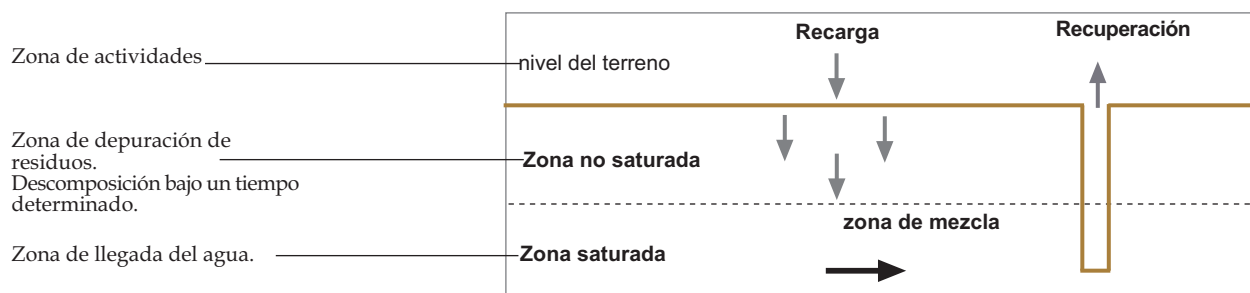 Recarga
Recuperación
Zona de actividades
nivel del terreno
Zona de depuración de
residuos.
Descomposición bajo un tiempo
determinado.
Zona no saturada
zona de mezcla
Zona de llegada del agua.
Zona saturada